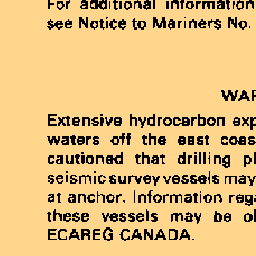 For additional information
see Notice to Mariners No.
WAR
Extensive hydrocarbon exp
waters off the east coas
cautioned that drilling pl
seismic survey vessels may
at anchor. Information rega
these vessels may be ob
ECAREG CANADA.